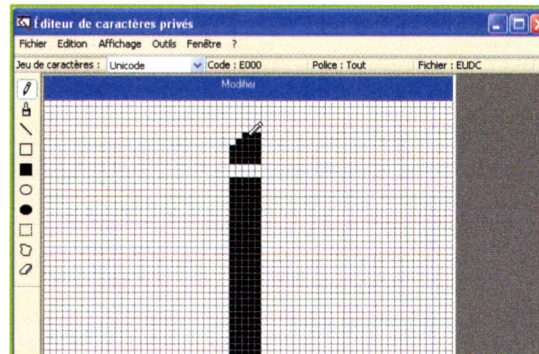 Éditeur de caractères privés
Fichier Edition Affichage Outils Fenêtre ?
Jeu de caractères : Unicode Code : E000 Police : Tout Fichier : EUDC
Modifier